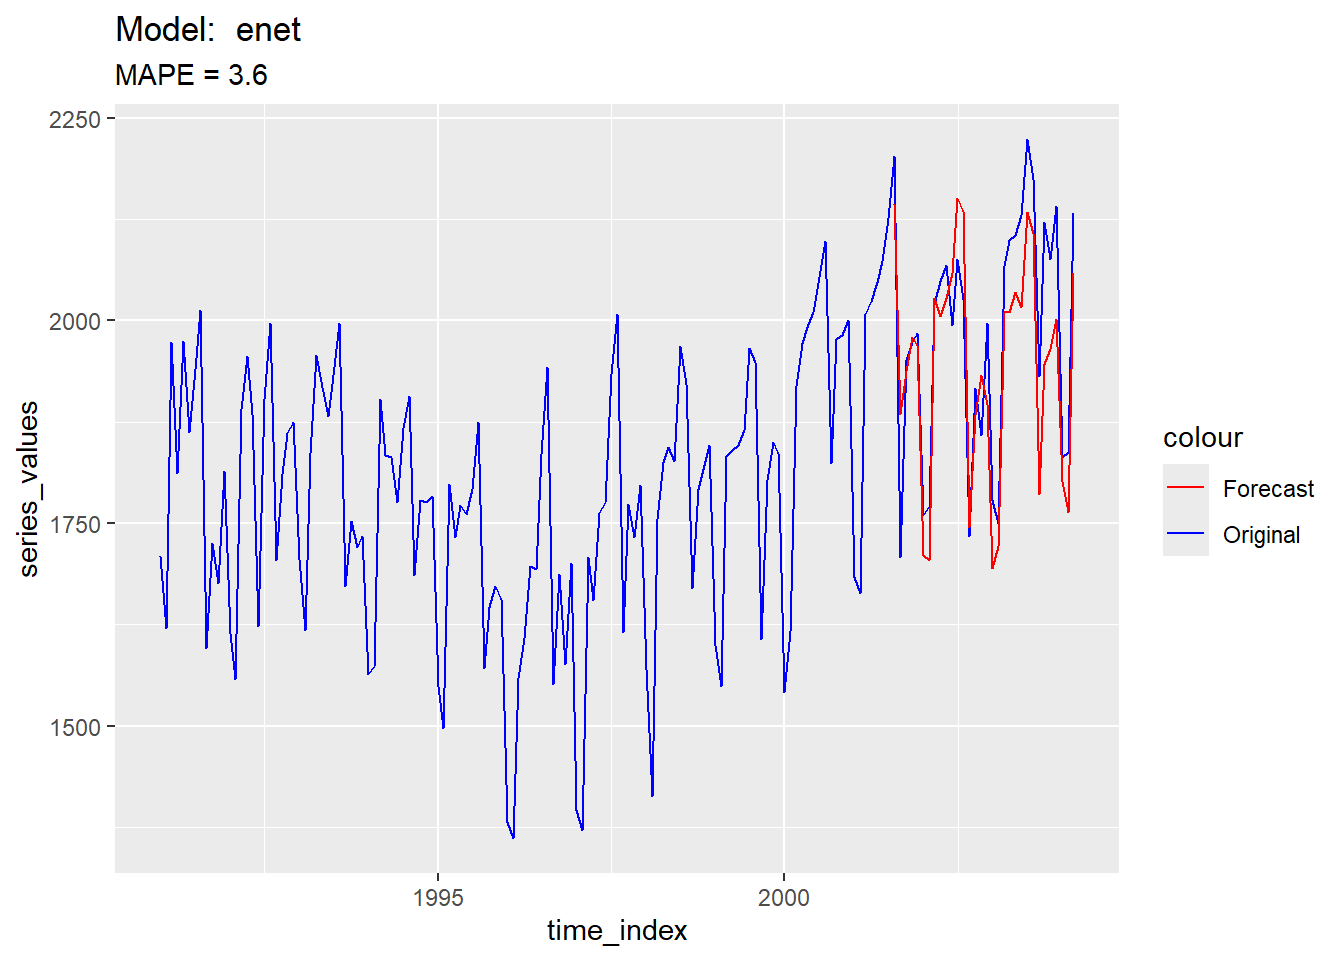 Model:  enet
MAPE = 3.6
2250
2000
1750
1500
series_values
1995
2000
time_index
colour
Forecast
Original